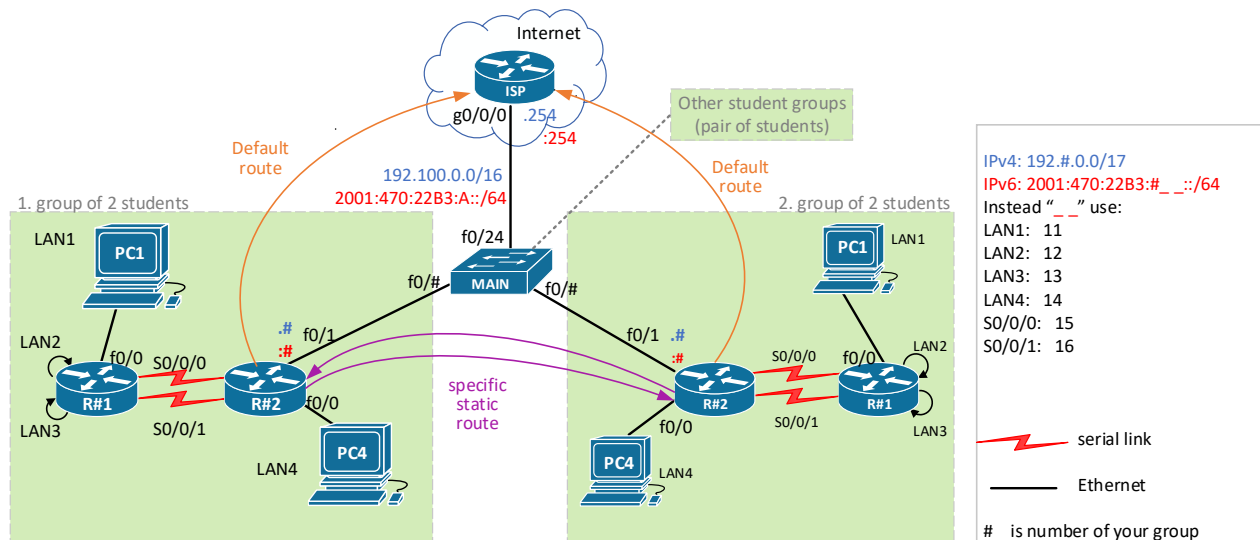 Internet
ISP
g0/0/0
.254
:254
Other student groups
(pair of students)
Default
route
Default
route
192.100.0.0/16
2001:470:22B3:A::/64
1. group of 2 students
2. group of 2 students
LAN1
PC1
f0/24
MAIN
f0/#
f0/#
f0/1
.#
:#
LAN2
f0/0
S0/0/0
R#1
R#2
LAN3
S0/0/1
f0/0
LAN4
PC4
specific
static
route
PC1
LAN1
f0/1
.#
:#
S0/0/0
f0/0
LAN2
R#2
R#1
S0/0/1
LAN3
f0/0
PC4
LAN4
IPv4: 192.#.0.0/17
IPv6: 2001:470:22B3:#_ _::/64
Instead “_ _” use:
LAN1: 11
LAN2: 12
LAN3: 13
LAN4: 14
S0/0/0: 15
S0/0/1: 16
serial link
Ethernet
# is number of your group